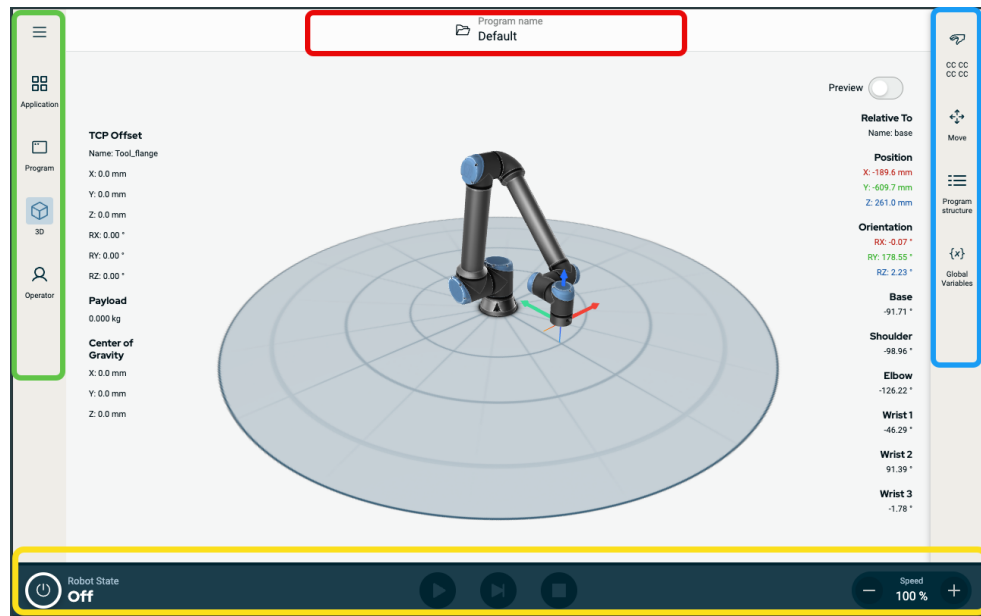 Program name
Default
Application
Program
3D
Operator
TCP Offset
Name: Tool_flange
X: 0.0 mm
Y: 0.0 mm
Z: 0.0 mm
RX: 0.00 °
RY: 0.00 °
RZ: 0.00 °
Payload
0.000 kg
Center of
Gravity
X: 0.0 mm
Y: 0.0 mm
Z: 0.0 mm
Preview
Relative To
Name: base
Position
X: -189.6 mm
Y: -609.7 mm
Z: 261.0 mm
Orientation
RX: -0.07 °
RY: 178.55 °
RZ: 2.23 °
Base
-91.71 °
Shoulder
-98.96 °
Elbow
-126.22 °
Wrist 1
-46.29 °
Wrist 2
91.39 °
Wrist 3
-1.78 °
CC CC
CC CC
Move
Program
structure
{x}
Global
Variables
Robot State
Off
Speed
100 %